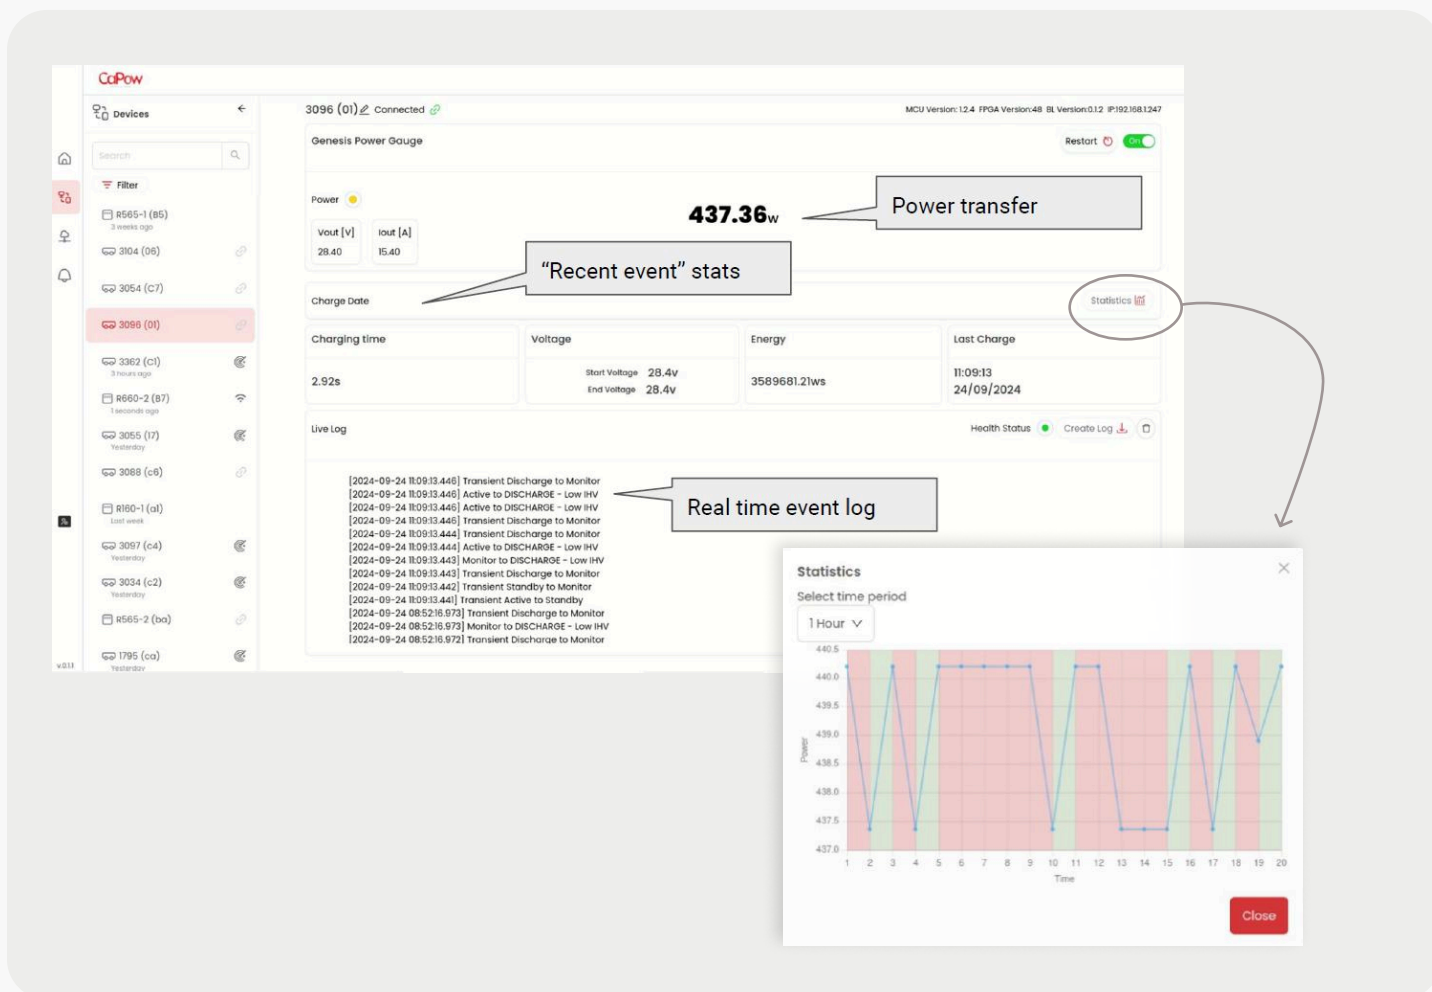 CaPow
Devices
Search
Filter
R565-1 (B5)
3 weeks ago
3104 (06)
3054 (C7)
3096 (01)
3362 (C1)
3 hours ago
R660-2 (B7)
1 seconds ago
3055 (17)
Yesterday
3088 (c6)
R160-1 (a1)
Last week
3097 (c4)
Yesterday
3034 (c2)
Yesterday
R565-2 (ba)
1795 (ca)
Yesterday
v.0.1.1
3096 (01) Connected
MCU Version: 1.2.4 FPGA Version:48 BL Version:0.1.2 IP:192.168.1.247
Genesis Power Gauge
Restart On
Power
437.36w
Power transfer
Vout [V] Iout [A]
28.40 15.40
"Recent event" stats
Charge Date
Statistics
Charging time Voltage Energy Last Charge
2.92s
Start Voltage 28.4v
End Voltage 28.4v
3589681.21ws
11:09:13
24/09/2024
Live Log
Health Status Create Log
[2024-09-24 11:09:13.446] Transient Discharge to Monitor
[2024-09-24 11:09:13.446] Active to DISCHARGE - Low IHV
[2024-09-24 11:09:13.446] Active to DISCHARGE - Low IHV
[2024-09-24 11:09:13.446] Transient Discharge to Monitor
[2024-09-24 11:09:13.444] Transient Discharge to Monitor
[2024-09-24 11:09:13.444] Active to DISCHARGE - Low IHV
[2024-09-24 11:09:13.443] Monitor to DISCHARGE - Low IHV
[2024-09-24 11:09:13.443] Transient Discharge to Monitor
[2024-09-24 11:09:13.442] Transient Standby to Monitor
[2024-09-24 11:09:13.441] Transient Active to Standby
[2024-09-24 08:52:16.973] Transient Discharge to Monitor
[2024-09-24 08:52:16.973] Monitor to DISCHARGE - Low IHV
[2024-09-24 08:52:16.972] Transient Discharge to Monitor
Real time event log
Statistics
Select time period
1 Hour
440.5
440.0
439.5
439.0
438.5
438.0
437.5
437.0
Power
1 2 3 4 5 6 7 8 9 10 11 12 13 14 15 16 17 18 19 20
Time
Close